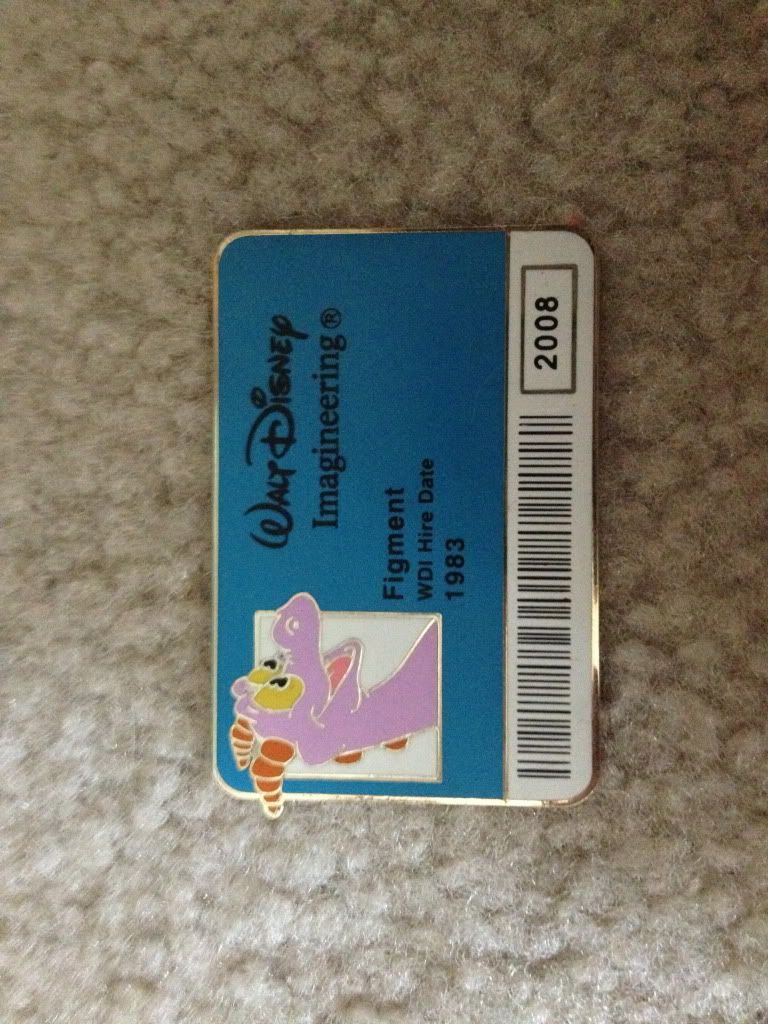 WALT DISNEY
Imagineering®
Figment
WDI Hire Date
1983
2008